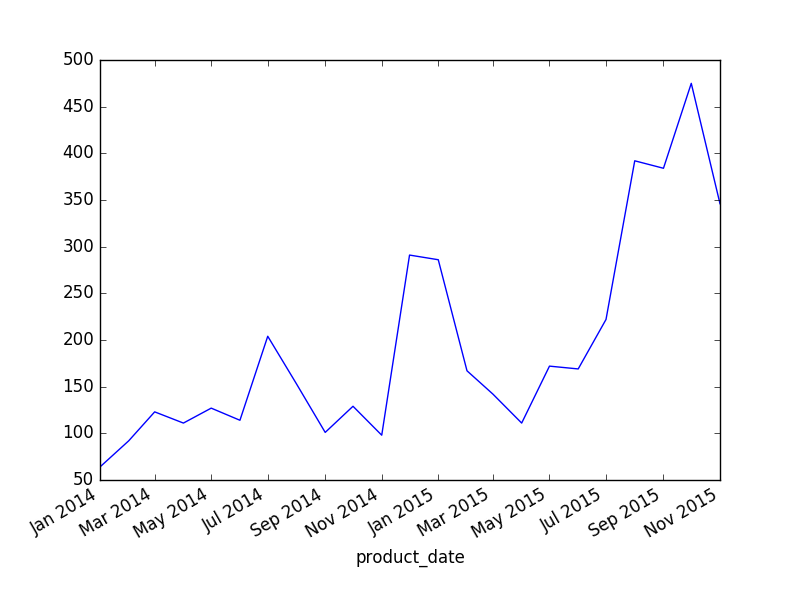 500
450
400
350
300
250
200
150
100
50
Jan 2014
Mar 2014
May 2014
Jul 2014
Sep 2014
Nov 2014
Jan 2015
Mar 2015
May 2015
Jul 2015
Sep 2015
Nov 2015
product_date